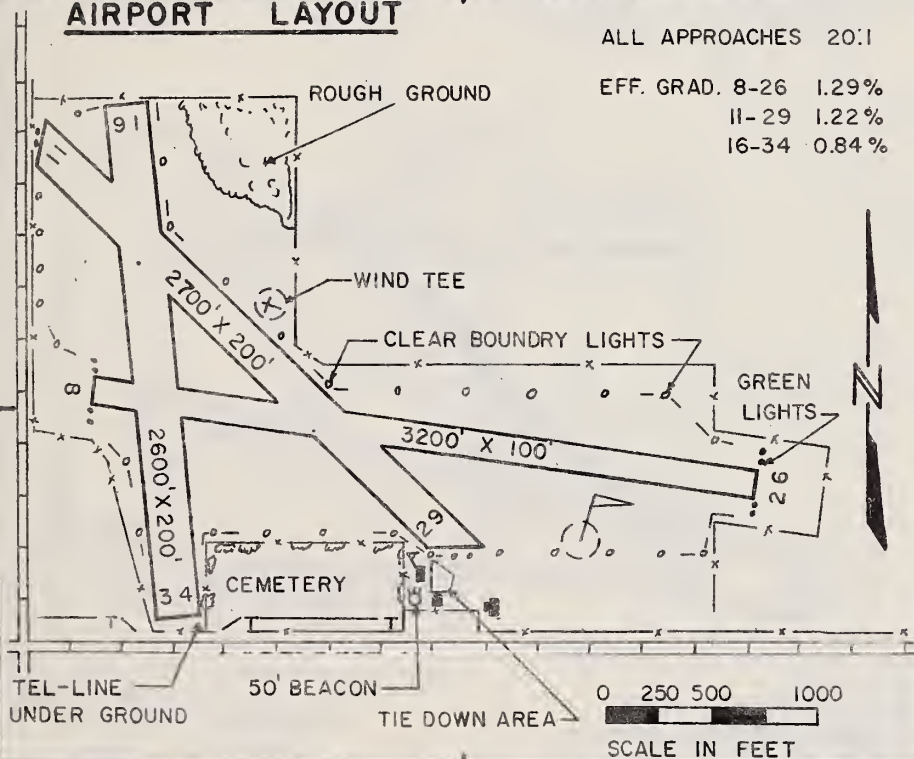 AIRPORT LAYOUT
ALL APPROACHES 20:1
EFF. GRAD. 8-26 1.29%
11-29 1.22%
16-34 0.84%
ROUGH GROUND
16
11
WIND TEE
2700' X 200'
CLEAR BOUNDRY LIGHTS
GREEN
LIGHTS
N
8
3200' X 100'
26
2600' X 200'
29
34
CEMETERY
T
T
TEL-LINE
UNDER GROUND
50' BEACON
TIE DOWN AREA
0 250 500 1000
SCALE IN FEET